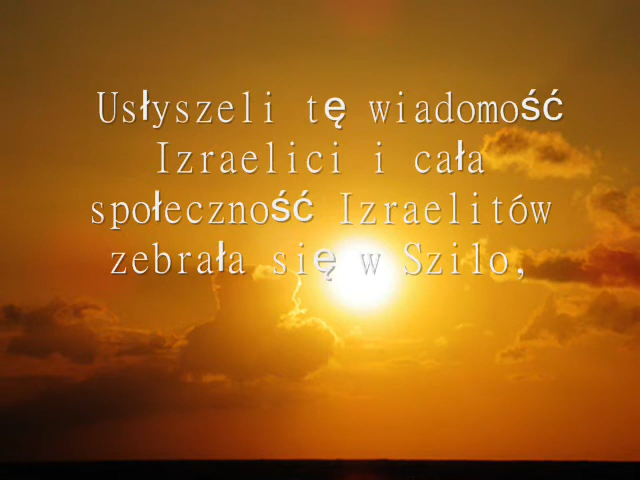 Usłyszeli tę wiadomość
Izraelici i cała
społeczność Izraelitów
zebrała się w Szilo,